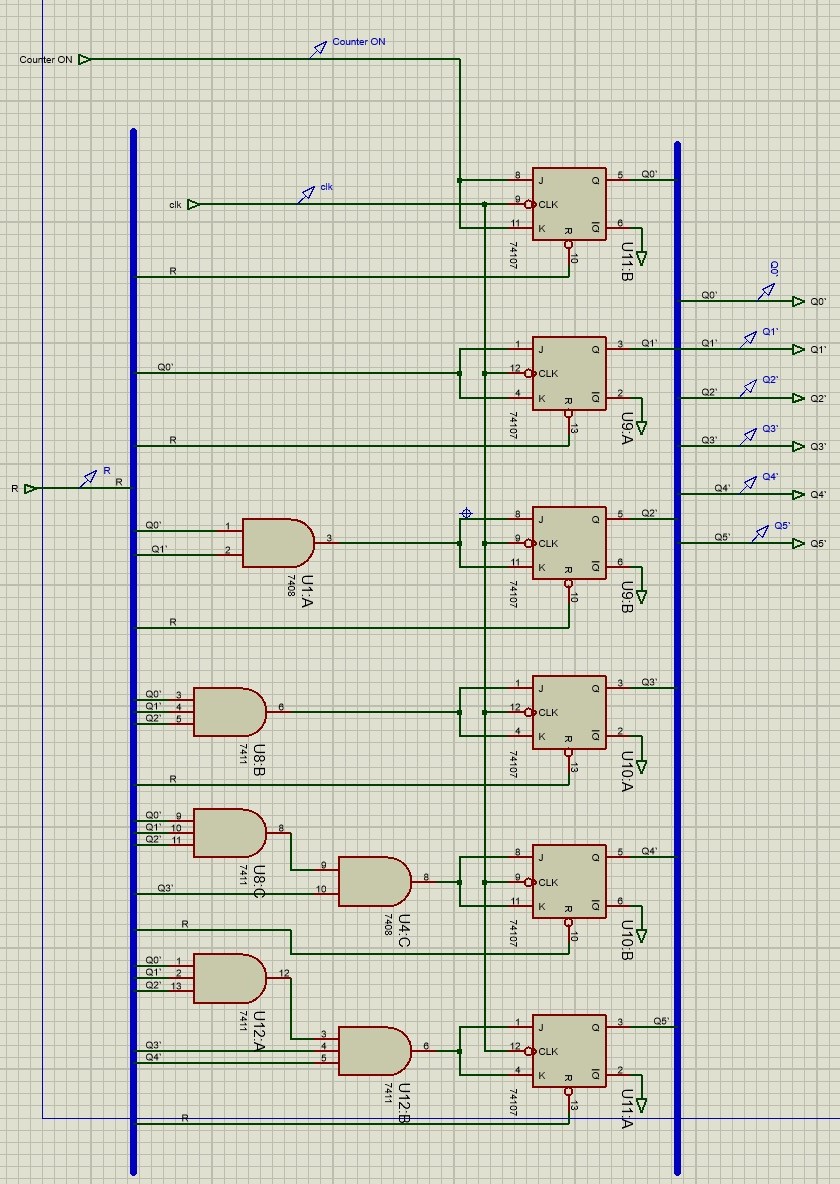 Counter ON
Counter ON
clk
clk
8 J Q 5 Q0'
9 CLK
11 K R Q 6
74107 10 U11:B
R
Q0'
Q0' Q0'
1 J Q 3 Q1' Q1' Q1' Q1'
Q0' 12 CLK
4 K R Q 2 Q2' Q2' Q2'
74107 13 U9:A
R Q3' Q3' Q3'
R R R
Q4' Q4' Q4'
8 J Q 5 Q2'
Q0' 1
Q1' 2 3 9 CLK Q5' Q5' Q5'
11 K R Q 6
7408 U1:A 74107 10 U9:B
R
1 J Q 3 Q3'
Q0' 3
Q1' 4 6 12 CLK
Q2' 5
4 K R Q 2
7411 U8:B 74107 13 U10:A
R
Q0' 9
Q1' 10 8
Q2' 11
8 J Q 5 Q4'
9
7411 U8:C 8 9 CLK
Q3' 10
11 K R Q 6
7408 U4:C 74107 10 U10:B
R
Q0' 1
Q1' 2 12
Q2' 13
7411 U12:A
1 J Q 3 Q5'
3
Q3' 4 6 12 CLK
Q4' 5
4 K R Q 2
7411 U12:B 74107 13 U11:A
R